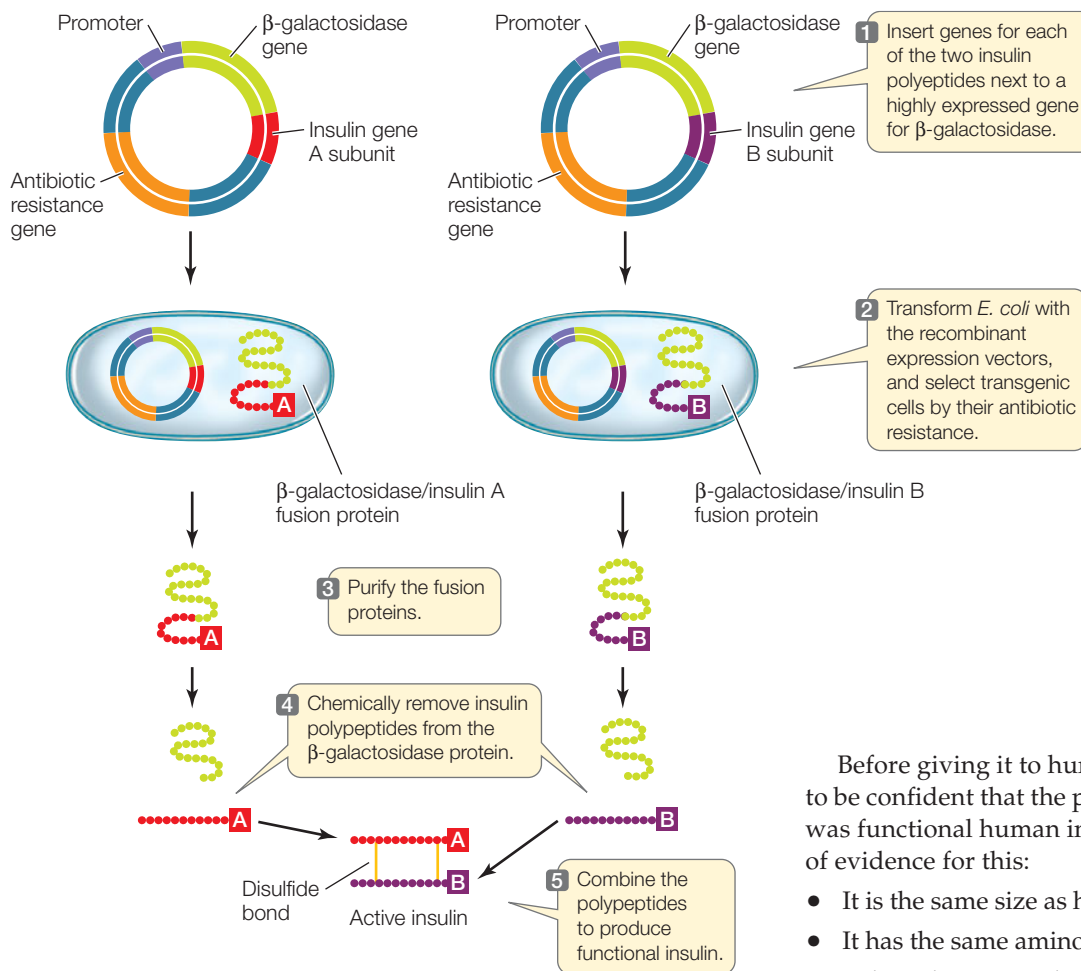 Promoter
β-galactosidase
gene
Insulin gene
A subunit
Antibiotic
resistance
gene
Promoter
β-galactosidase
gene
Insulin gene
B subunit
Antibiotic
resistance
gene
1 Insert genes for each
of the two insulin
polyeptides next to a
highly expressed gene
for β-galactosidase.
A
B
2 Transform E. coli with
the recombinant
expression vectors,
and select transgenic
cells by their antibiotic
resistance.
β-galactosidase/insulin A
fusion protein
β-galactosidase/insulin B
fusion protein
A
3 Purify the fusion
proteins.
B
4 Chemically remove insulin
polypeptides from the
β-galactosidase protein.
A
B
A
B
Disulfide
bond
Active insulin
5 Combine the
polypeptides
to produce
functional insulin.
Before giving it to
to be confident that the
was functional human
of evidence for this:
• It is the same size as
• It has the same